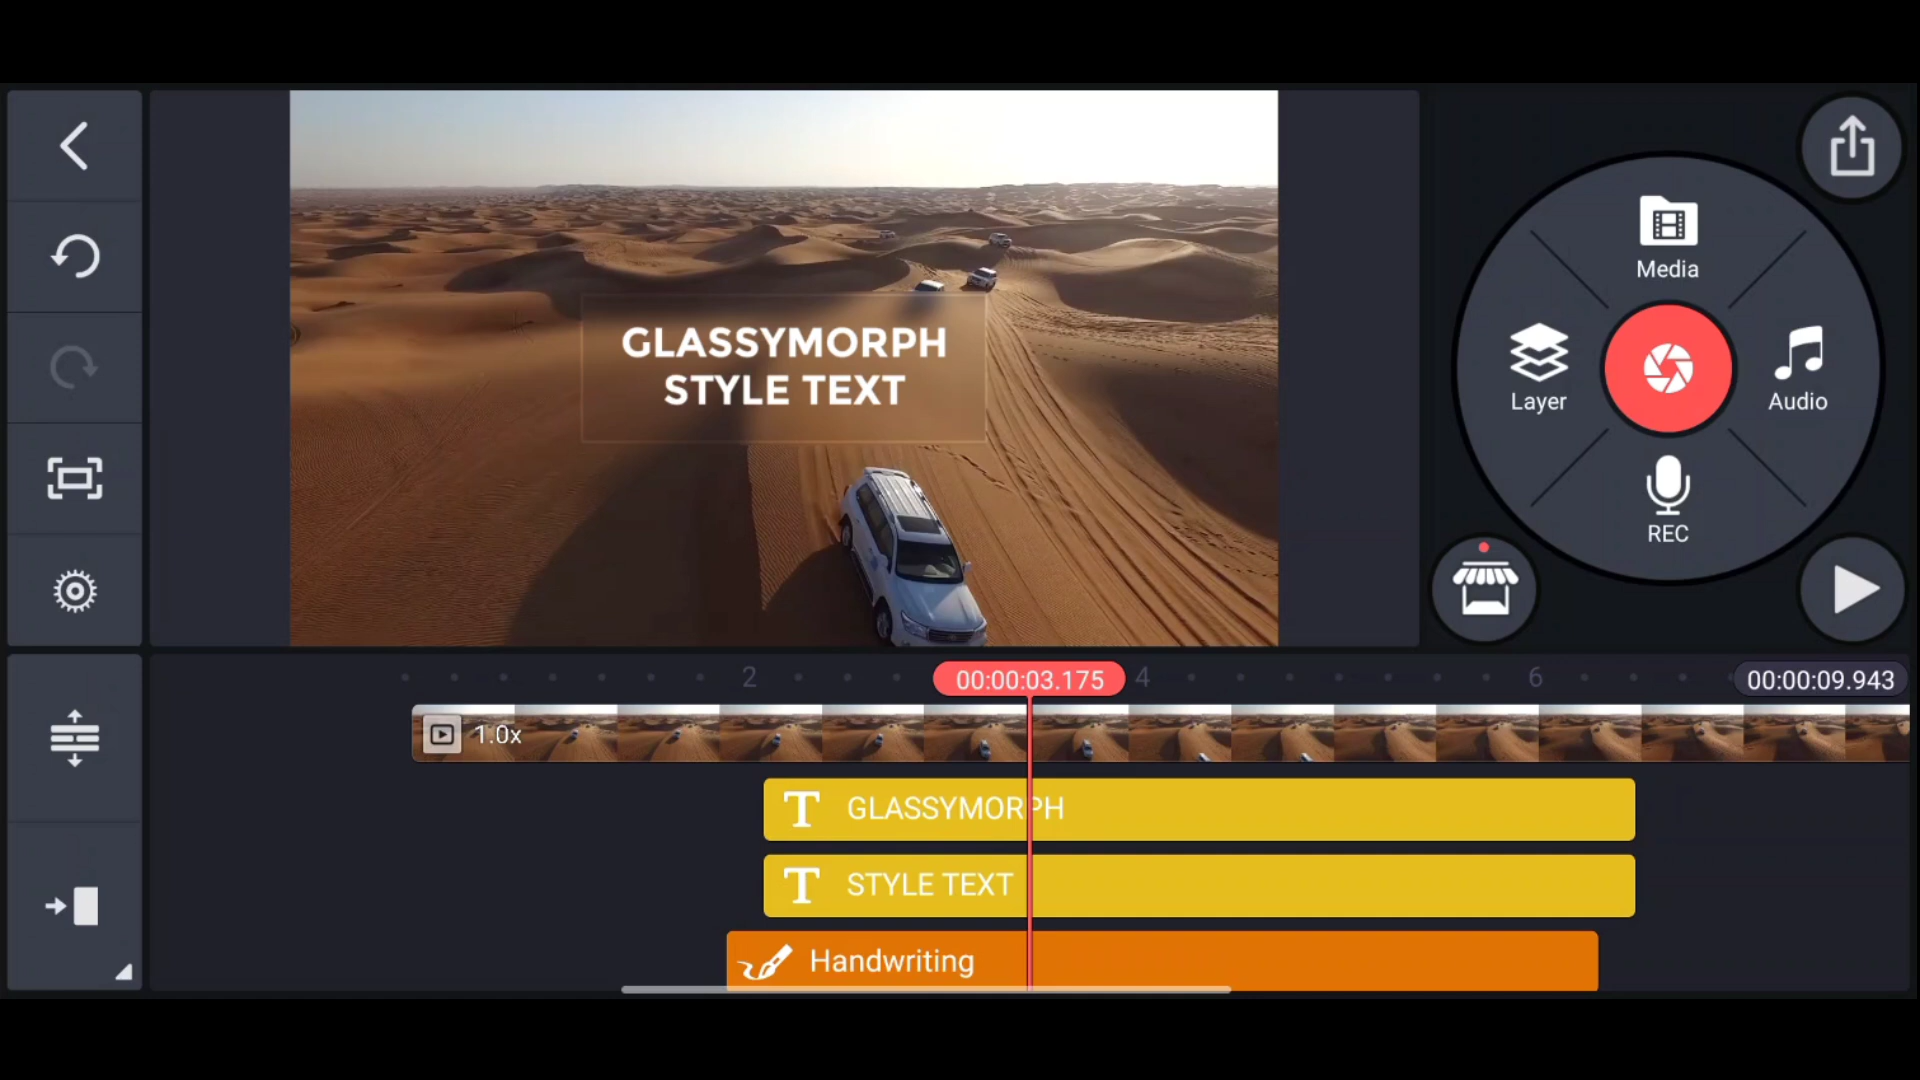 GLASSYMORPH
STYLE TEXT
Media
Layer
Audio
REC
2
00:00:03.175
4
6
00:00:09.943
1.0x
GLASSYMORPH
STYLE TEXT
Handwriting